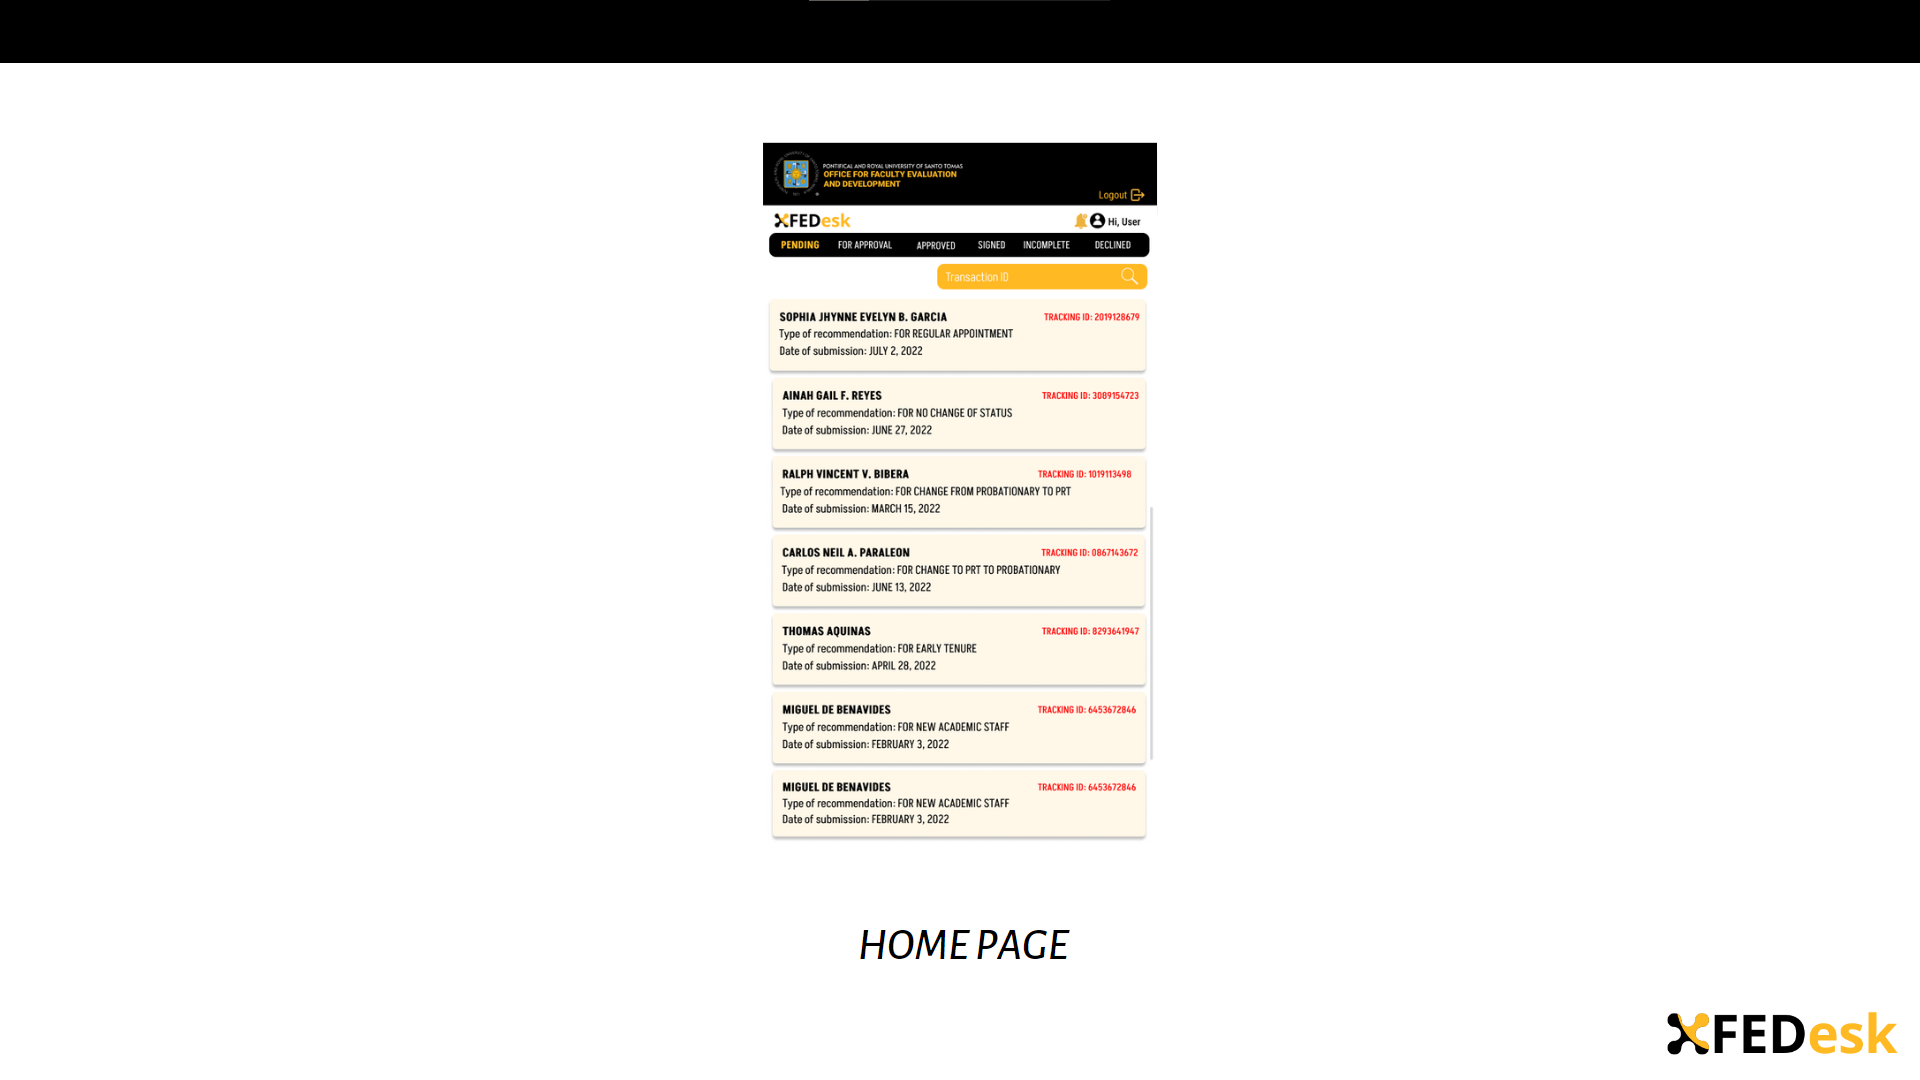 PONTIFICAL AND ROYAL UNIVERSITY OF SANTO TOMAS
OFFICE FOR FACULTY EVALUATION
AND DEVELOPMENT
Logout
FEDesk
Hi, User
PENDING FOR APPROVAL APPROVED SIGNED INCOMPLETE DECLINED
Transaction ID
SOPHIA JHYNNE EVELYN B. GARCIA TRACKING ID: 2019128679
Type of recommendation: FOR REGULAR APPOINTMENT
Date of submission: JULY 2, 2022
AINAH GAIL F. REYES TRACKING ID: 3009154723
Type of recommendation: FOR NO CHANGE OF STATUS
Date of submission: JUNE 27, 2022
RALPH VINCENT V. BIBERA TRACKING ID: 1019113498
Type of recommendation: FOR CHANGE FROM PROBATIONARY TO PRT
Date of submission: MARCH 15, 2022
CARLOS NEIL A. PARALEON TRACKING ID: 0867143672
Type of recommendation: FOR CHANGE TO PRT TO PROBATIONARY
Date of submission: JUNE 13, 2022
THOMAS AQUINAS TRACKING ID: 8293641947
Type of recommendation: FOR EARLY TENURE
Date of submission: APRIL 28, 2022
MIGUEL DE BENAVIDES TRACKING ID: 6453672846
Type of recommendation: FOR NEW ACADEMIC STAFF
Date of submission: FEBRUARY 3, 2022
MIGUEL DE BENAVIDES TRACKING ID: 6453672846
Type of recommendation: FOR NEW ACADEMIC STAFF
Date of submission: FEBRUARY 3, 2022
HOME PAGE
FEDesk